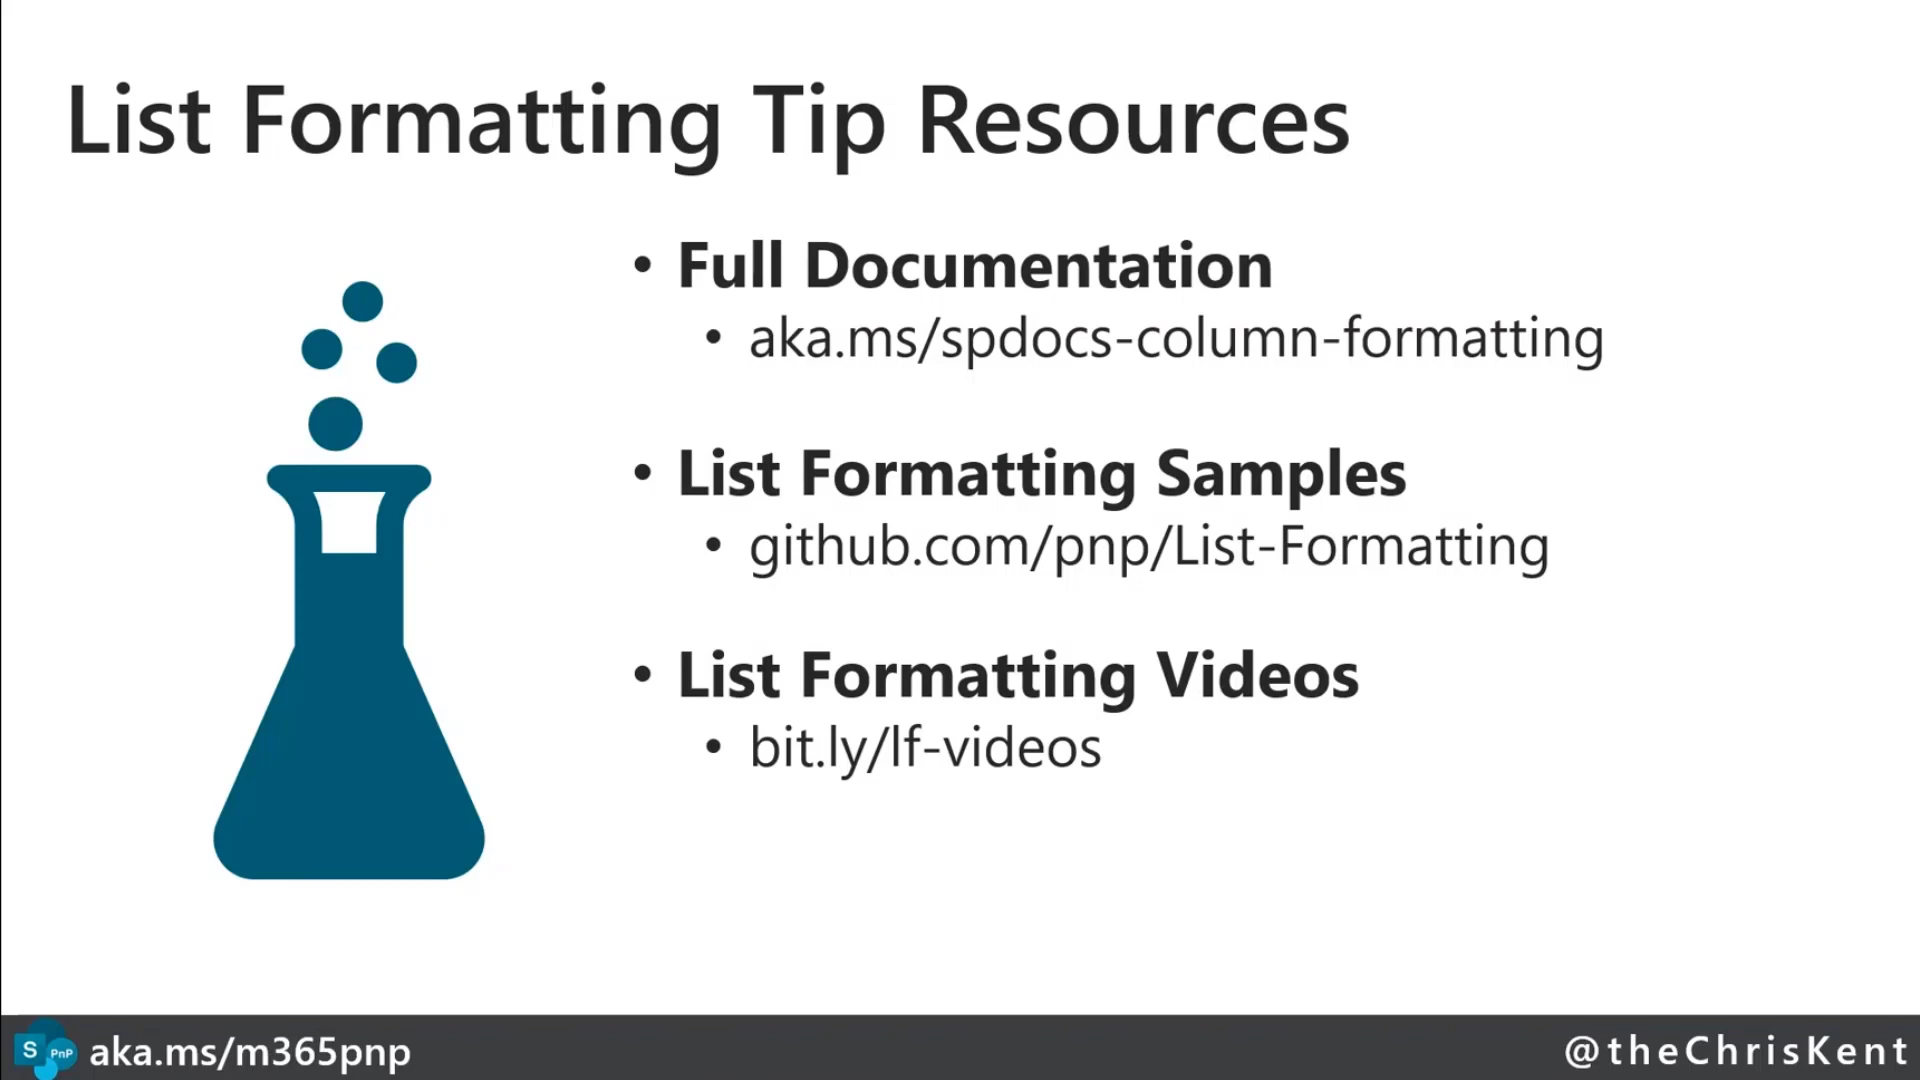 List Formatting Tip Resources
• Full Documentation
• aka.ms/spdocs-column-formatting
• List Formatting Samples
• github.com/pnp/List-Formatting
• List Formatting Videos
• bit.ly/lf-videos
S PnP aka.ms/m365pnp
@theChrisKent